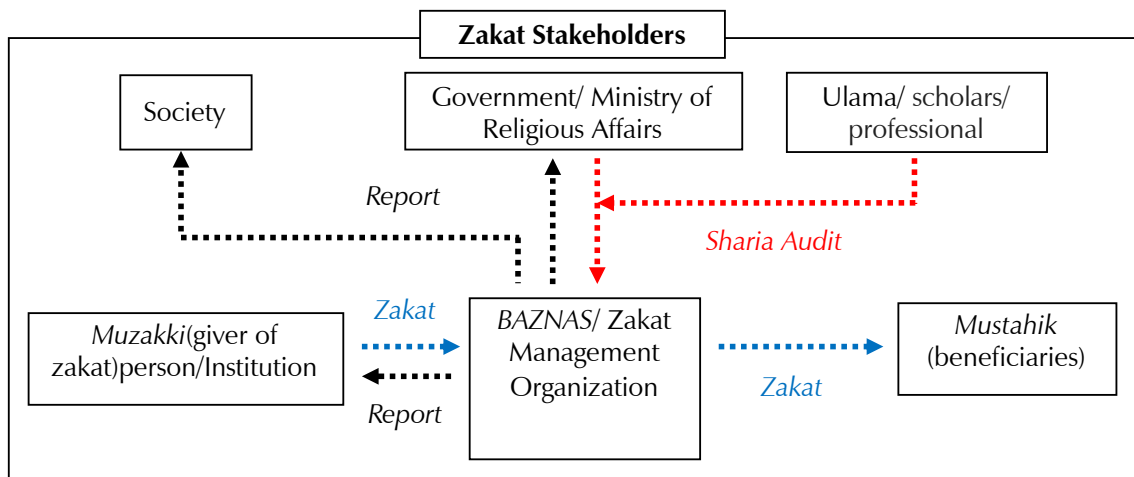 Zakat Stakeholders
Society
Government/ Ministry of
Religious Affairs
Ulama/ scholars/
professional
Report
Sharia Audit
Muzakki(giver of
zakat)person/Institution
Zakat
Report
BAZNAS/ Zakat
Management
Organization
Zakat
Mustahik
(beneficiaries)